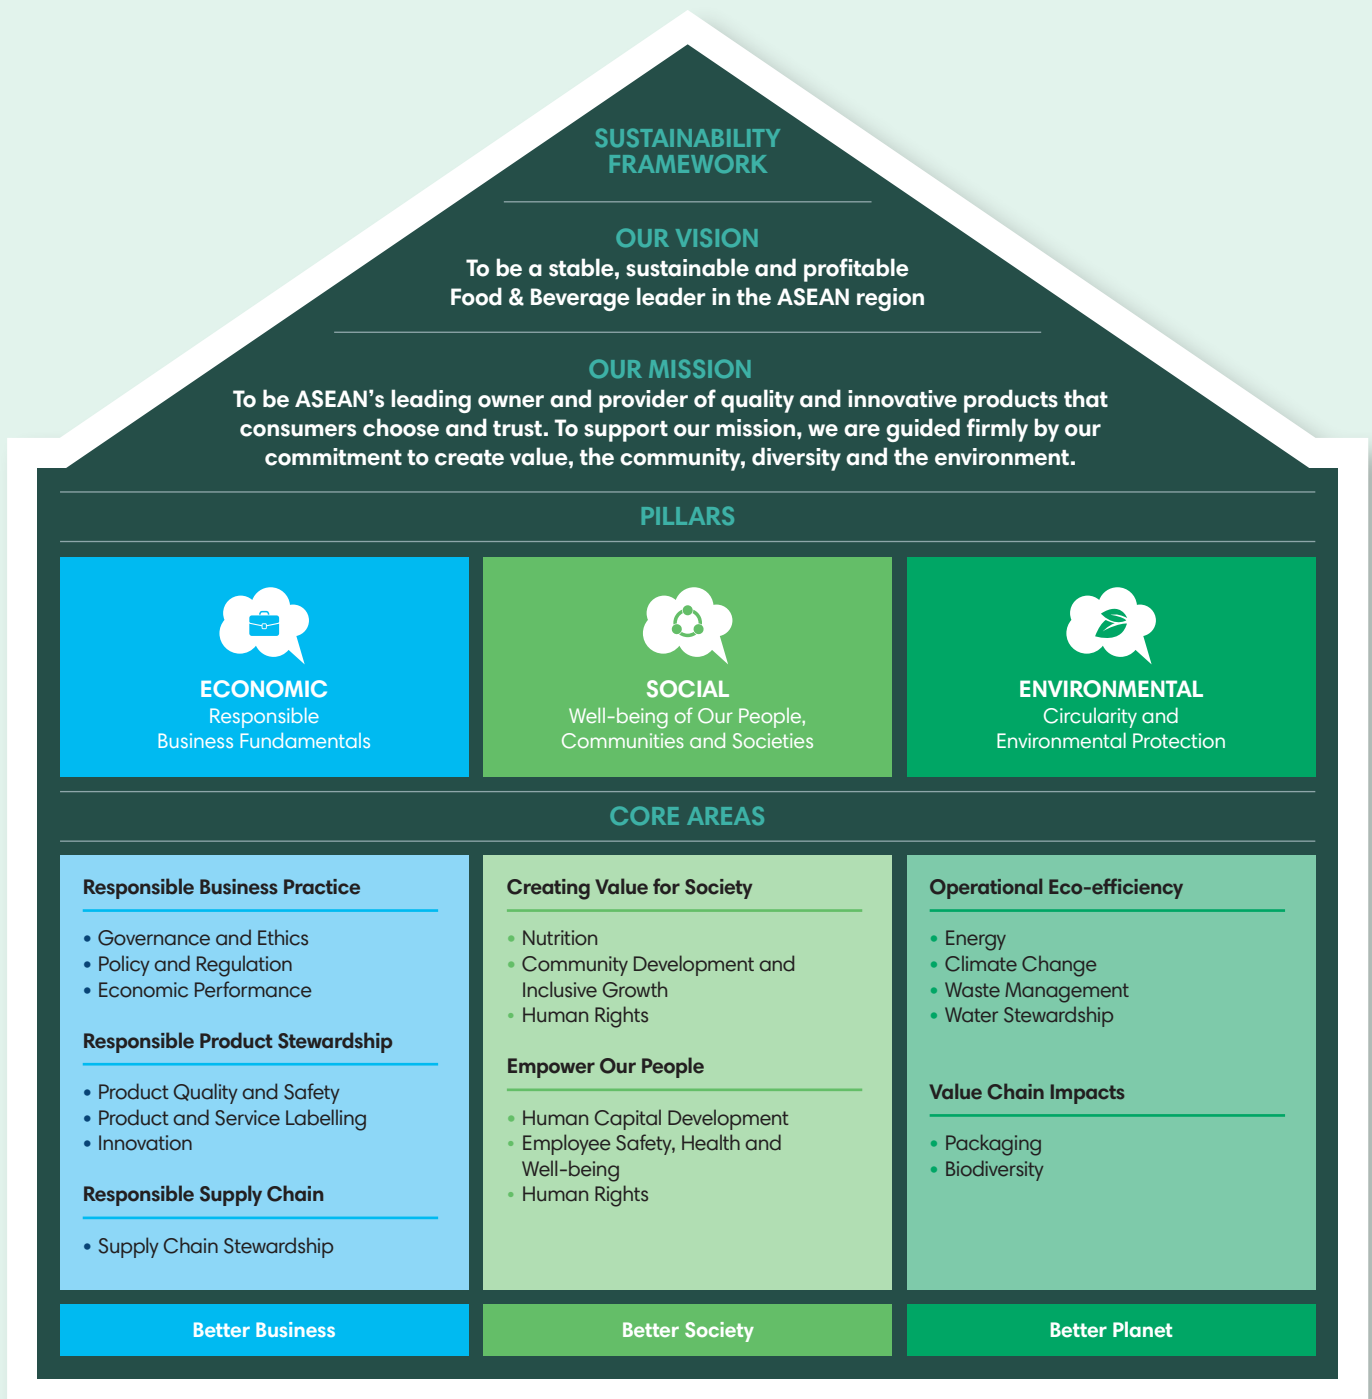 SUSTAINABILITY
FRAMEWORK
OUR VISION
To be a stable, sustainable and profitable
Food & Beverage leader in the ASEAN region
OUR MISSION
To be ASEAN's leading owner and provider of quality and innovative products that
consumers choose and trust. To support our mission, we are guided firmly by our
commitment to create value, the community, diversity and the environment.
PILLARS
ECONOMIC
Responsible
Business Fundamentals
SOCIAL
Well-being of Our People,
Communities and Societies
ENVIRONMENTAL
Circularity and
Environmental Protection
CORE AREAS
Responsible Business Practice
• Governance and Ethics
• Policy and Regulation
• Economic Performance
Responsible Product Stewardship
• Product Quality and Safety
• Product and Service Labelling
• Innovation
Responsible Supply Chain
• Supply Chain Stewardship
Better Business
Creating Value for Society
• Nutrition
• Community Development and
Inclusive Growth
• Human Rights
Empower Our People
• Human Capital Development
• Employee Safety, Health and
Well-being
• Human Rights
Better Society
Operational Eco-efficiency
• Energy
• Climate Change
• Waste Management
• Water Stewardship
Value Chain Impacts
• Packaging
• Biodiversity
Better Planet